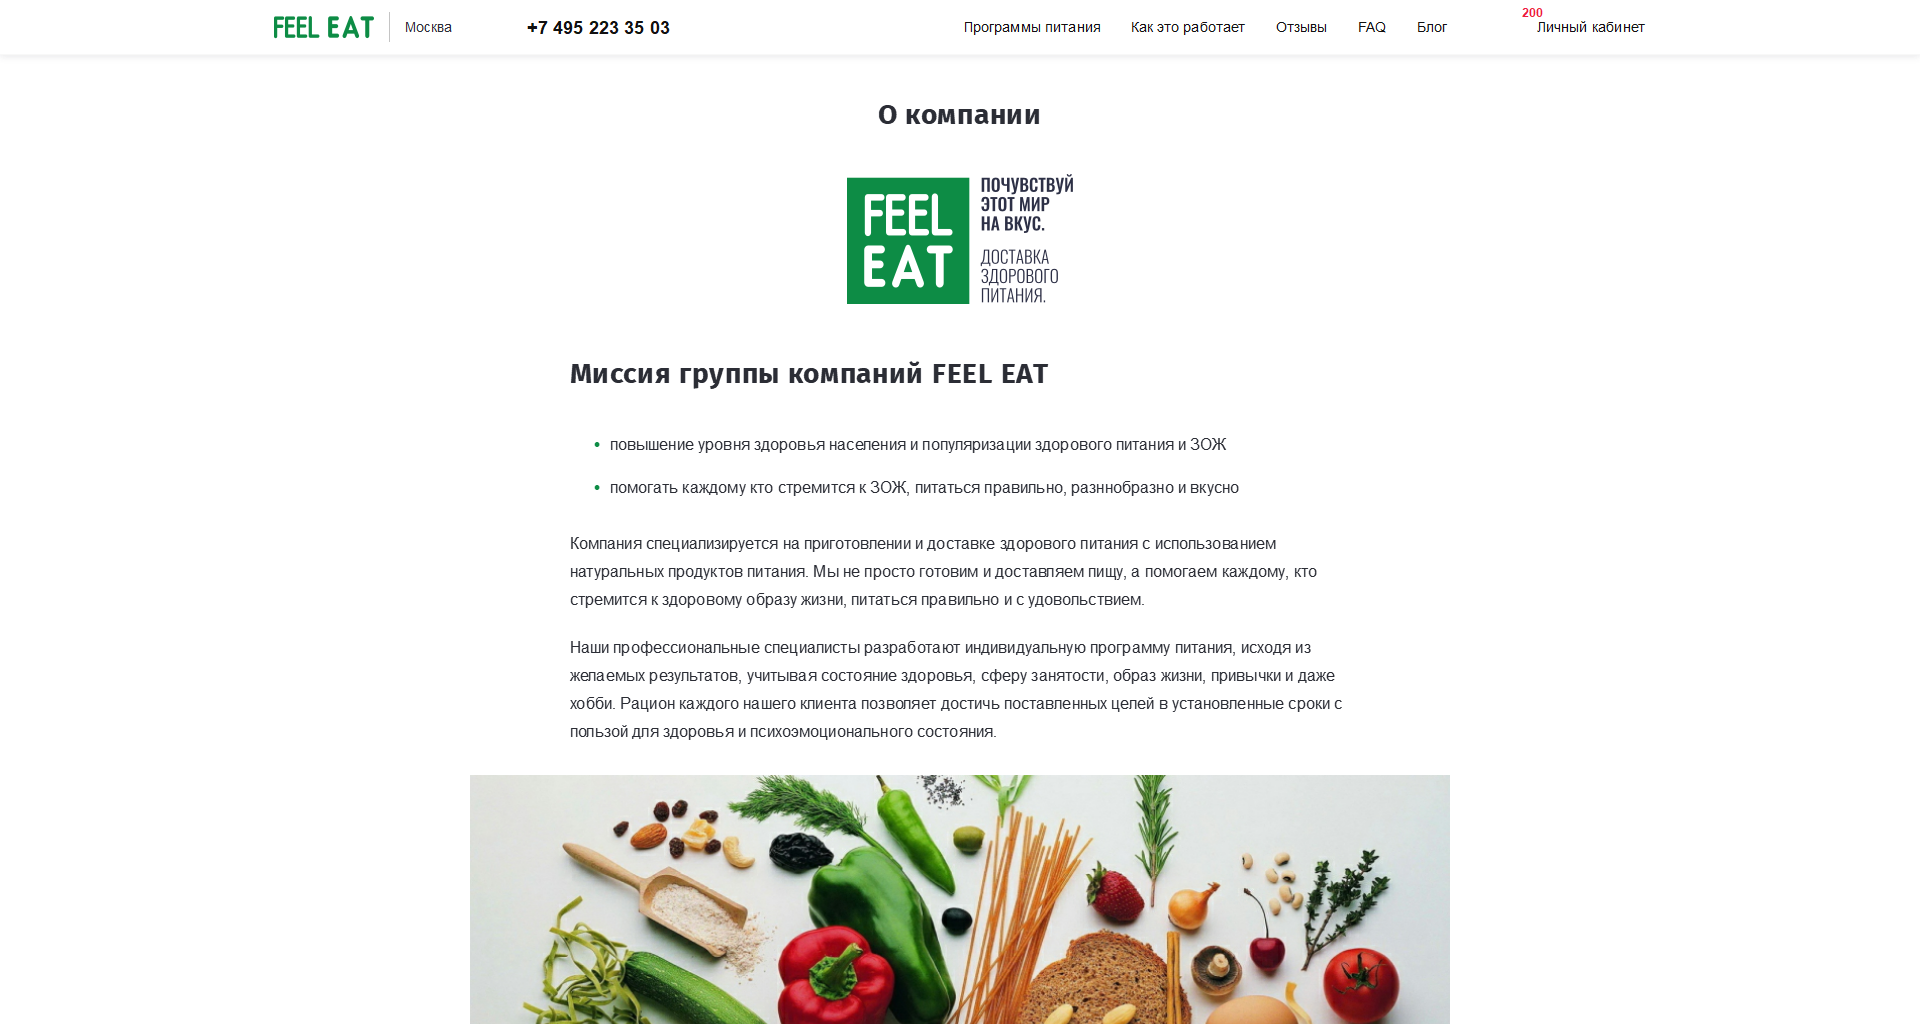 FEEL EAT
Москва
+7 495 223 35 03
Программы питания
Как это работает
Отзывы
FAQ
Блог
200
Личный кабинет
О компании
FEEL
EAT
ПОЧУВСТВУЙ
ЭТОТ МИР
НА ВКУС.
ДОСТАВКА
ЗДОРОВОГО
ПИТАНИЯ.
Миссия группы компаний FEEL EAT
• повышение уровня здоровья населения и популяризации здорового питания и ЗОЖ
• помогать каждому кто стремится к ЗОЖ, питаться правильно, разннобразно и вкусно
Компания специализируется на приготовлении и доставке здорового питания с использованием
натуральных продуктов питания. Мы не просто готовим и доставляем пищу, а помогаем каждому, кто
стремится к здоровому образу жизни, питаться правильно и с удовольствием.
Наши профессиональные специалисты разработают индивидуальную программу питания, исходя из
желаемых результатов, учитывая состояние здоровья, сферу занятости, образ жизни, привычки и даже
хобби. Рацион каждого нашего клиента позволяет достичь поставленных целей в установленные сроки с
пользой для здоровья и психоэмоционального состояния.